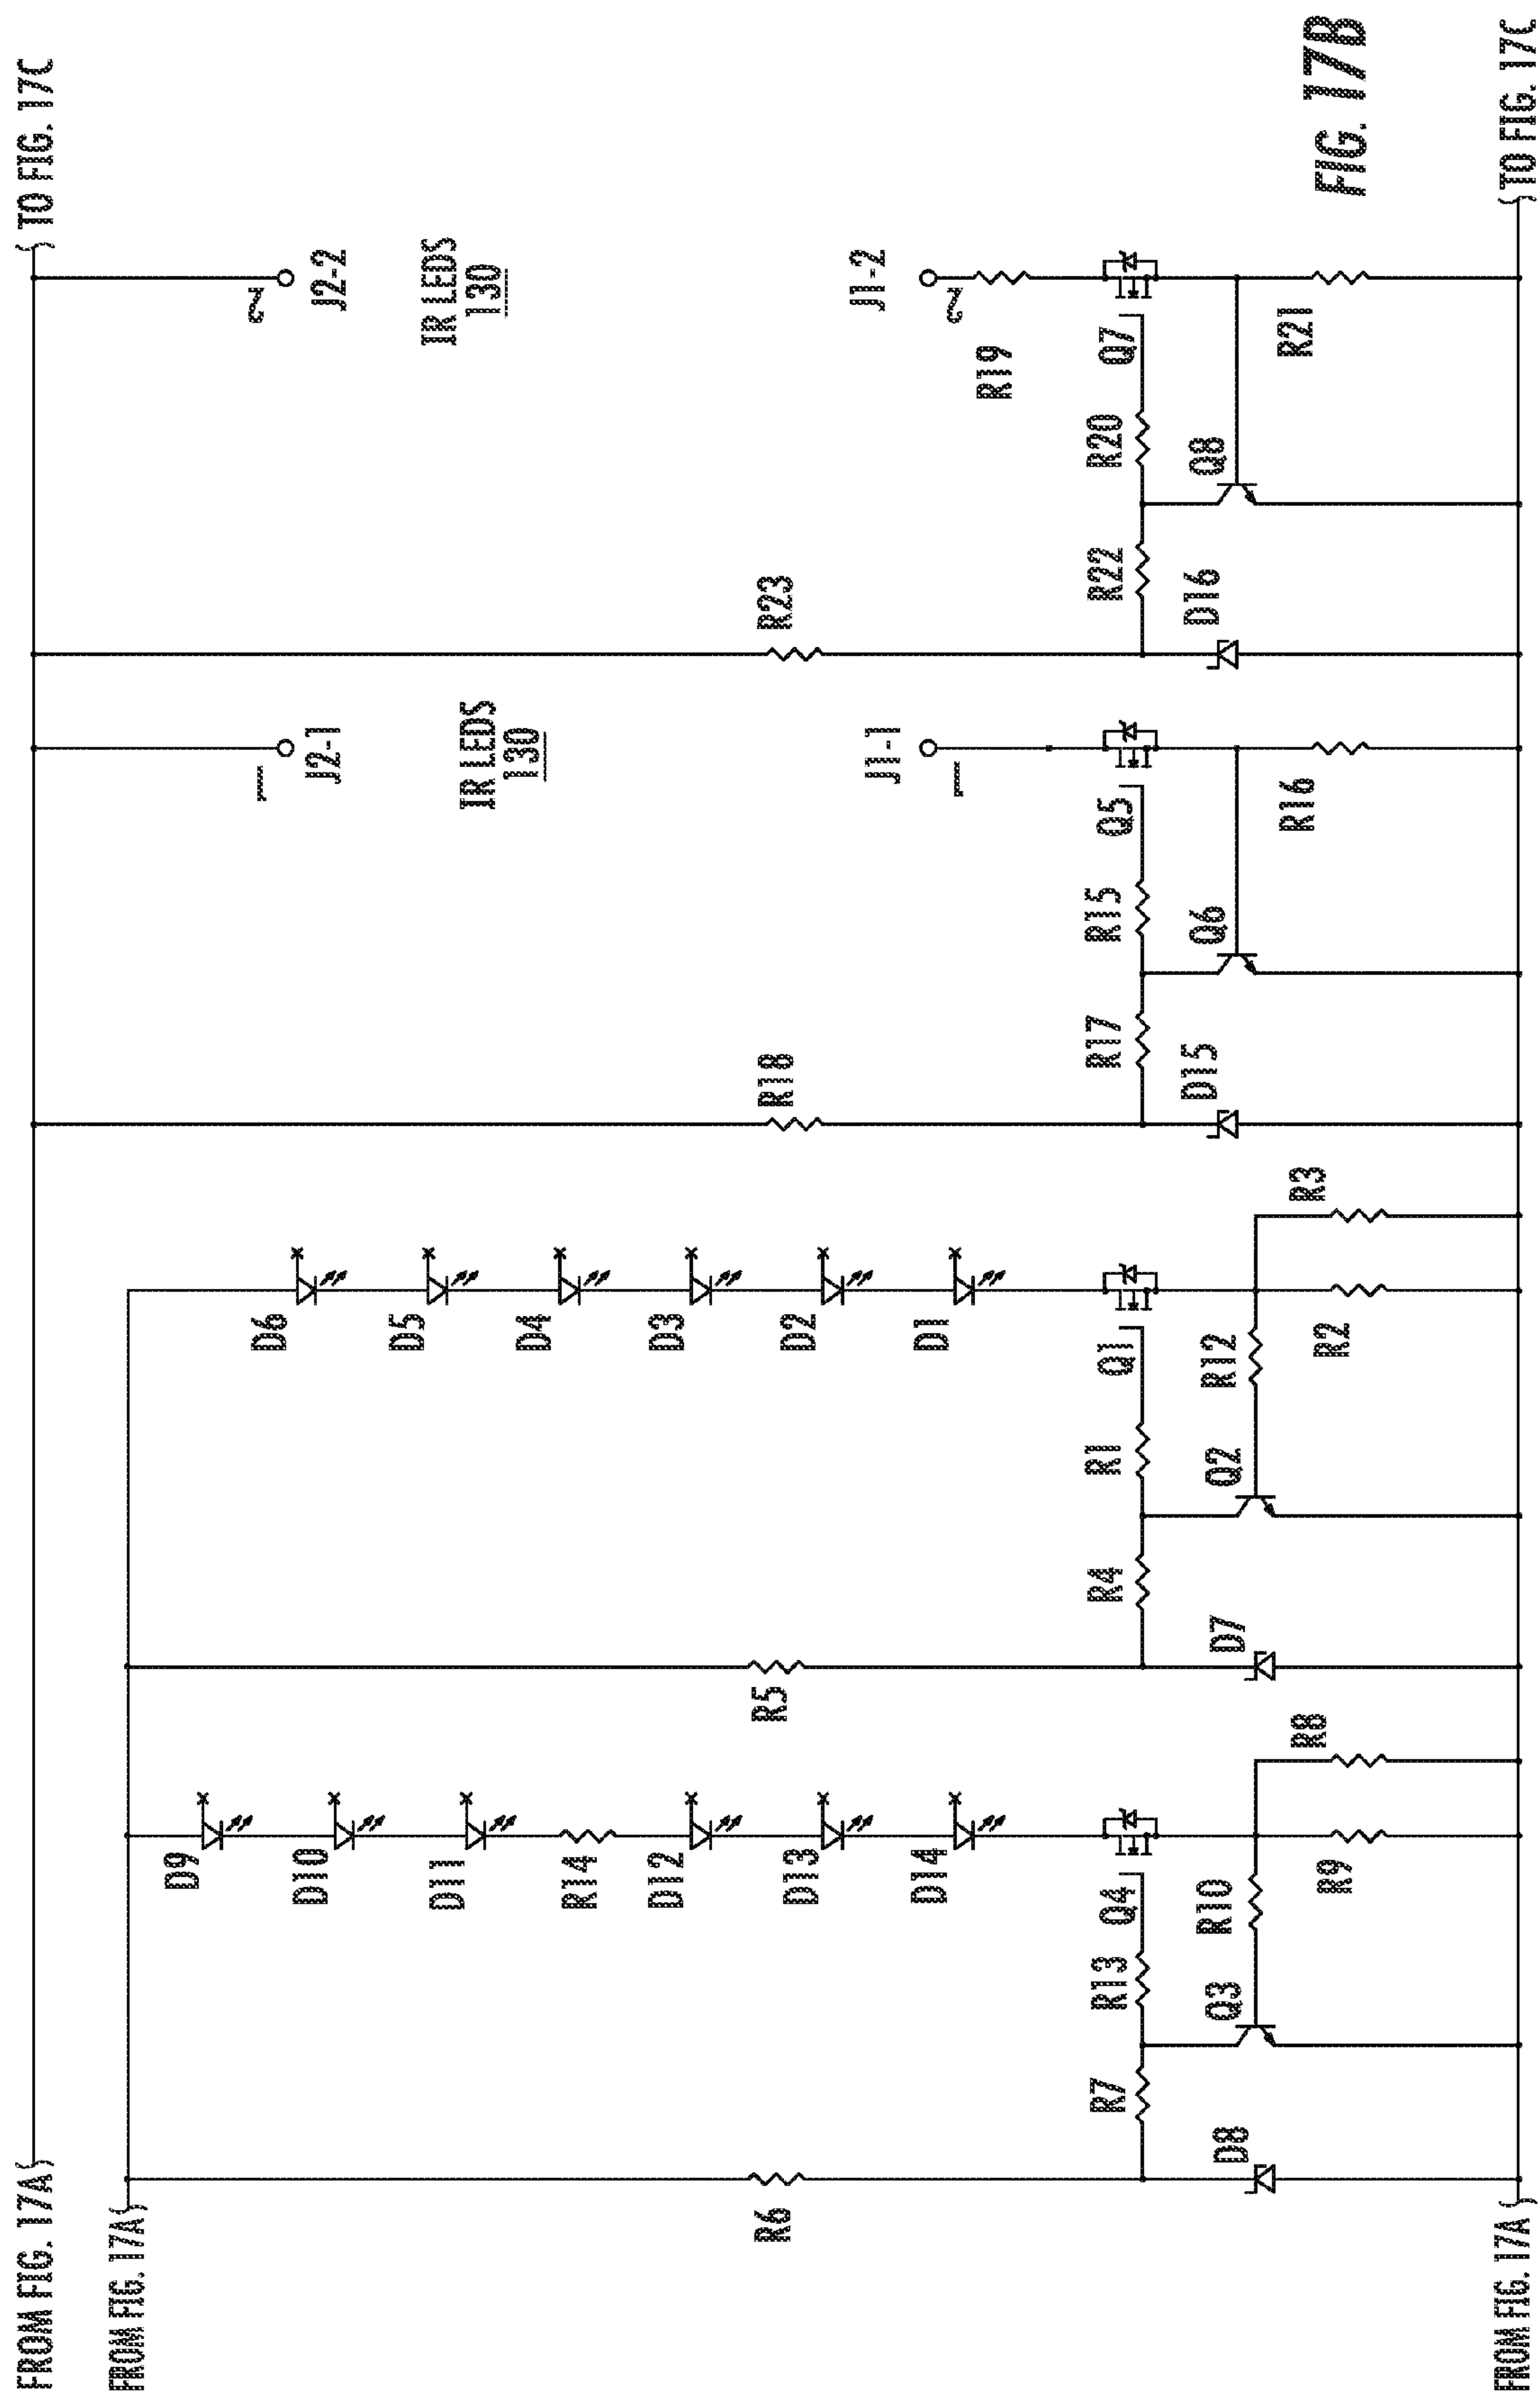 FROM FIG. 17A
TO FIG. 17C
FROM FIG. 17A
D9
D10
D11
R14
D12
D13
D14
R6
R7
R13
Q4
D8
Q3
R10
R9
R8
D6
D5
D4
D3
D2
D1
R5
R4
R1
Q1
D7
Q2
R12
R2
R3
1
J2-1
IR LEDS
130
J1-1
1
R18
R17
R15
Q5
D15
Q6
R16
2
J2-2
IR LEDS
130
J1-2
2
R19
R23
R22
R20
Q7
D16
Q8
R21
FIG. 17B
FROM FIG. 17A
TO FIG. 17C